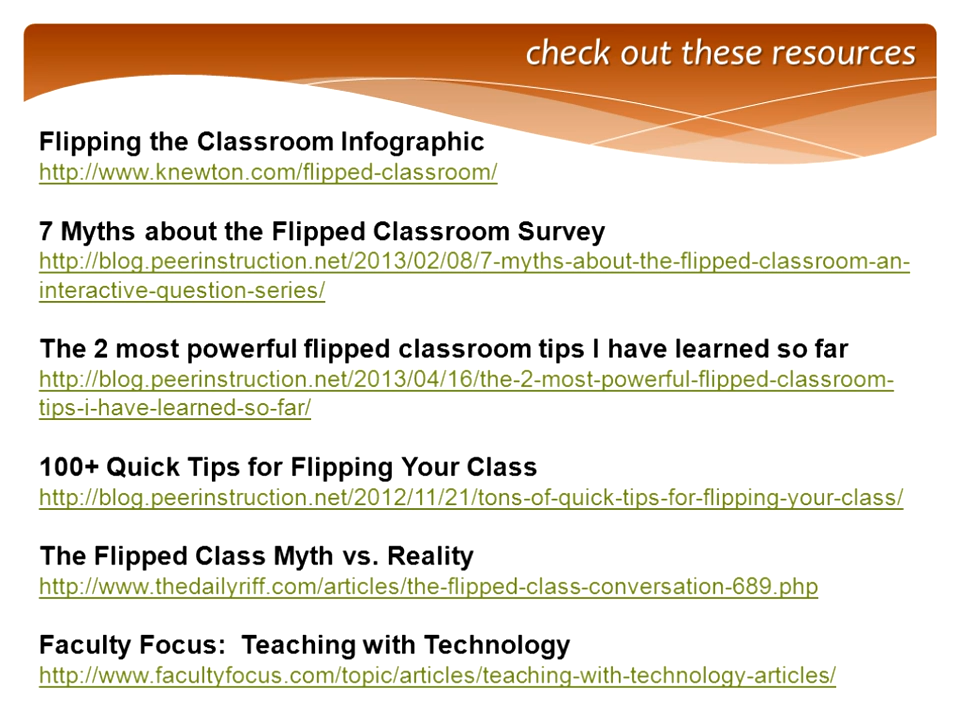 check out these resources
Flipping the Classroom Infographic
http://www.knewton.com/flipped-classroom/
7 Myths about the Flipped Classroom Survey
http://blog.peerinstruction.net/2013/02/08/7-myths-about-the-flipped-classroom-an-
interactive-question-series/
The 2 most powerful flipped classroom tips I have learned so far
http://blog.peerinstruction.net/2013/04/16/the-2-most-powerful-flipped-classroom-
tips-i-have-learned-so-far/
100+ Quick Tips for Flipping Your Class
http://blog.peerinstruction.net/2012/11/21/tons-of-quick-tips-for-flipping-your-class/
The Flipped Class Myth vs. Reality
http://www.thedailyriff.com/articles/the-flipped-class-conversation-689.php
Faculty Focus:  Teaching with Technology
http://www.facultyfocus.com/topic/articles/teaching-with-technology-articles/